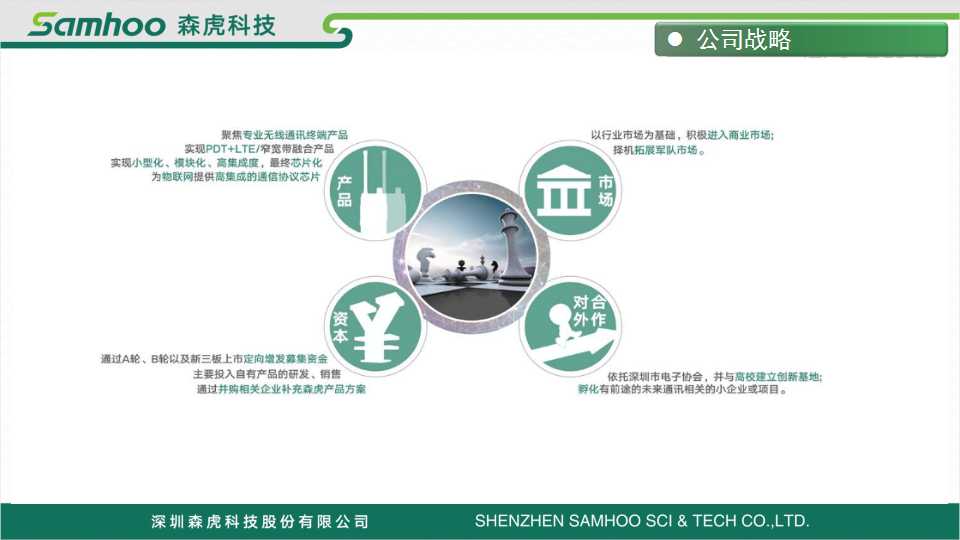 Samhoo 森虎科技
公司战略
聚焦专业无线通讯终端产品
实现PDT+LTE/窄宽带融合产品
实现小型化、模块化、高集成度，最终芯片化
为物联网提供高集成的通信协议芯片
产品
以行业市场为基础，积极进入商业市场;
择机拓展军队市场。
市场
资本
通过A轮、B轮以及新三板上市定向增发募集资金
主要投入自有产品的研发、销售
通过并购相关企业补充森虎产品方案
对外
合作
依托深圳市电子协会，并与高校建立创新基地;
孵化有前途的未来通讯相关的小企业或项目。
深圳森虎科技股份有限公司
SHENZHEN SAMHOO SCI & TECH CO.,LTD.